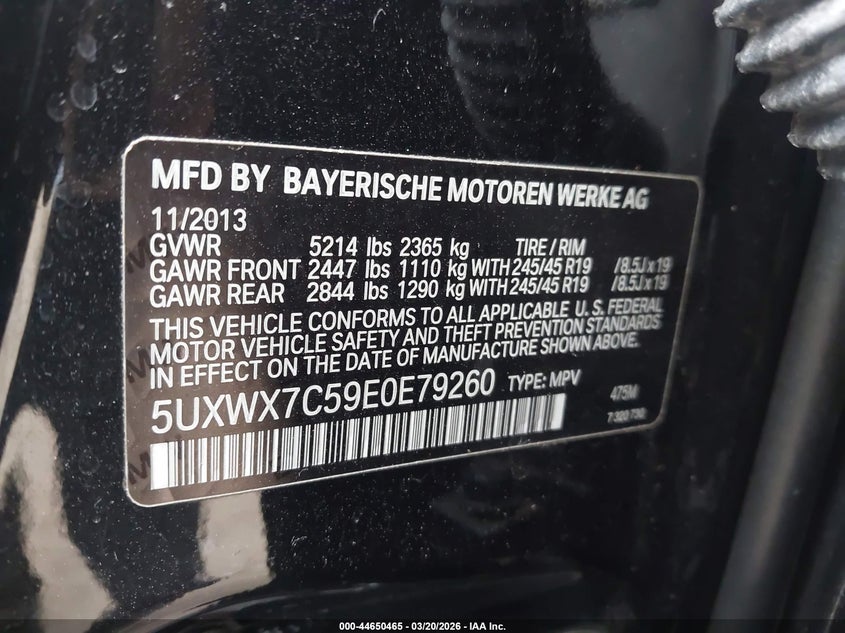 MFD BY BAYERISCHE MOTOREN WERKE AG
11/2013
GVWR 5214 lbs 2365 kg TIRE / RIM
GAWR FRONT 2447 lbs 1110 kg WITH 245/45 R19 /8.5J x 19
GAWR REAR 2844 lbs 1290 kg WITH 245/45 R19 /8.5J x 19
THIS VEHICLE CONFORMS TO ALL APPLICABLE U.S. FEDERAL
MOTOR VEHICLE SAFETY AND THEFT PREVENTION STANDARDS
IN EFFECT ON THE DATE OF MANUFACTURE SHOWN ABOVE.
5UXWX7C59E0E79260 TYPE: MPV 475M
7 320 790
000-44650465 - 03/20/2026 - IAA Inc.